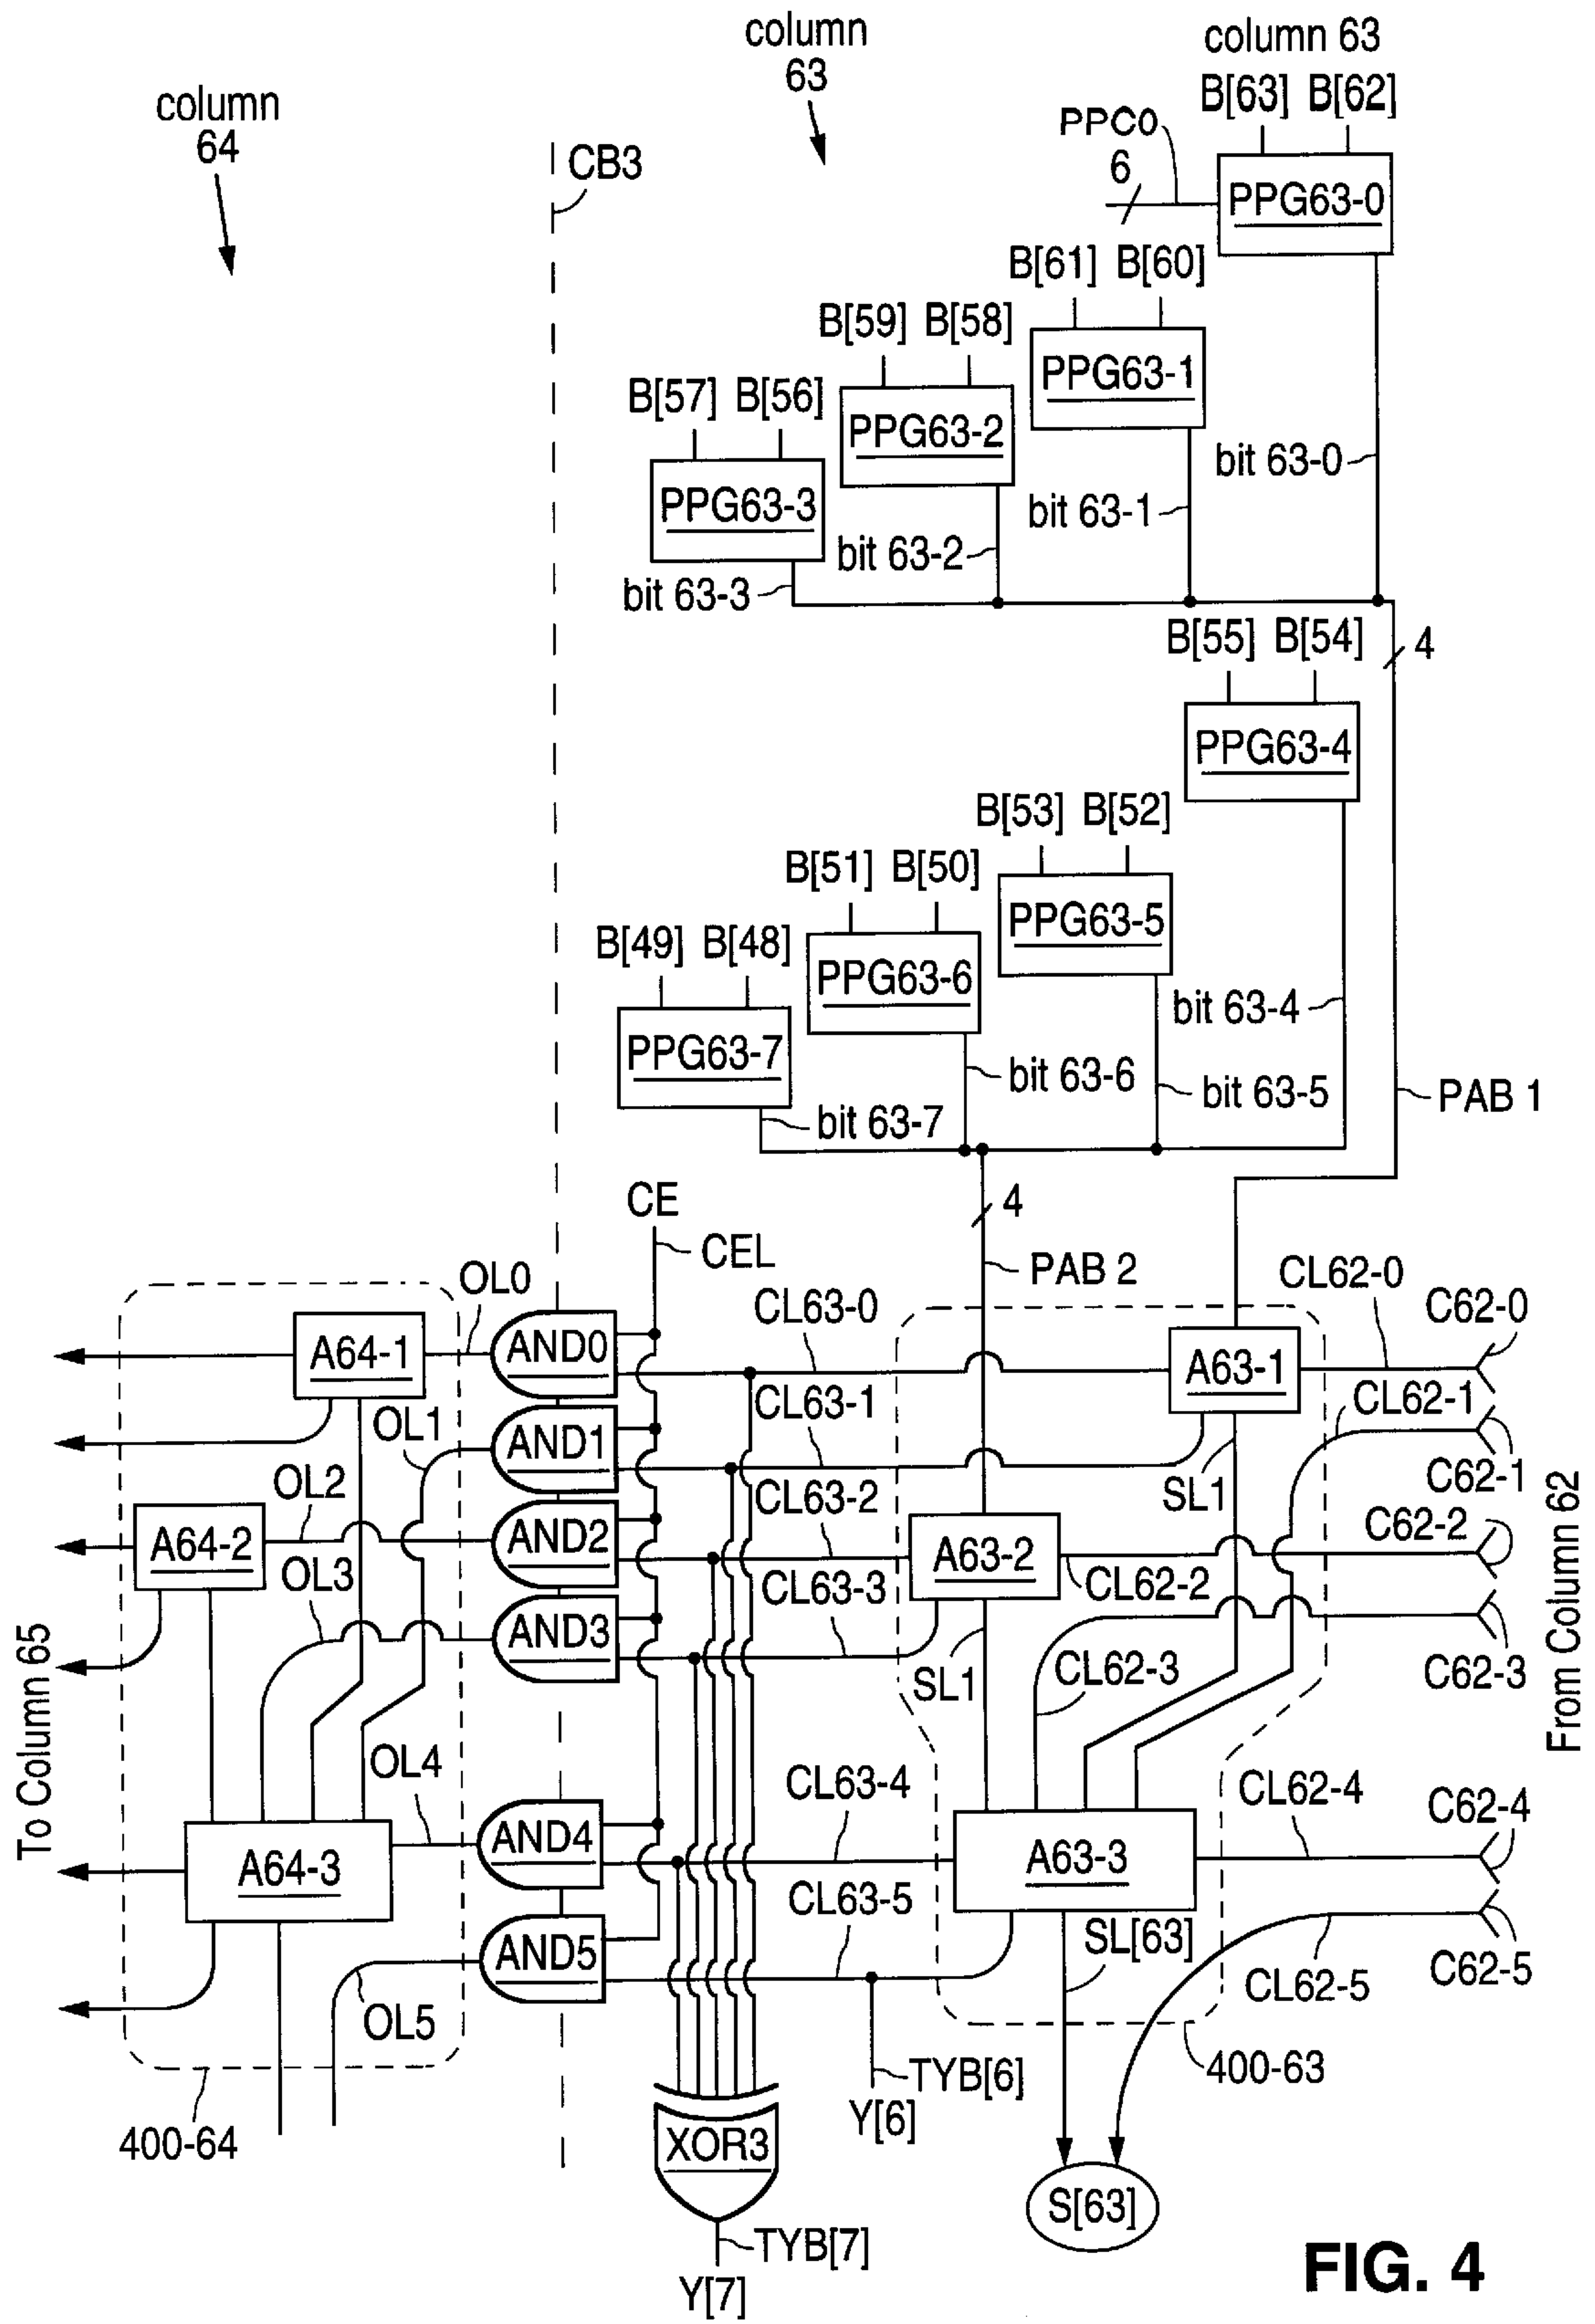 column 63
column 63
column 64
B[63] B[62]
PPC0
CB3
6
PPG63-0
B[61] B[60]
B[59] B[58]
PPG63-1
B[57] B[56]
PPG63-2
bit 63-0
PPG63-3
bit 63-1
bit 63-2
bit 63-3
B[55] B[54]
4
PPG63-4
B[53] B[52]
B[51] B[50]
PPG63-5
B[49] B[48]
PPG63-6
bit 63-4
PPG63-7
bit 63-6
bit 63-5
PAB 1
bit 63-7
CE
4
CEL
PAB 2
OL0
CL63-0
CL62-0
C62-0
A64-1
AND0
A63-1
CL63-1
CL62-1
OL1
AND1
C62-1
OL2
CL63-2
SL1
C62-2
A64-2
AND2
A63-2
OL3
CL63-3
CL62-2
AND3
CL62-3
C62-3
SL1
To Column 65
From Column 62
OL4
CL63-4
CL62-4
C62-4
AND4
A64-3
A63-3
CL63-5
AND5
SL[63]
CL62-5
C62-5
OL5
TYB[6]
400-63
400-64
Y[6]
XOR3
S[63]
TYB[7]
Y[7]
FIG. 4